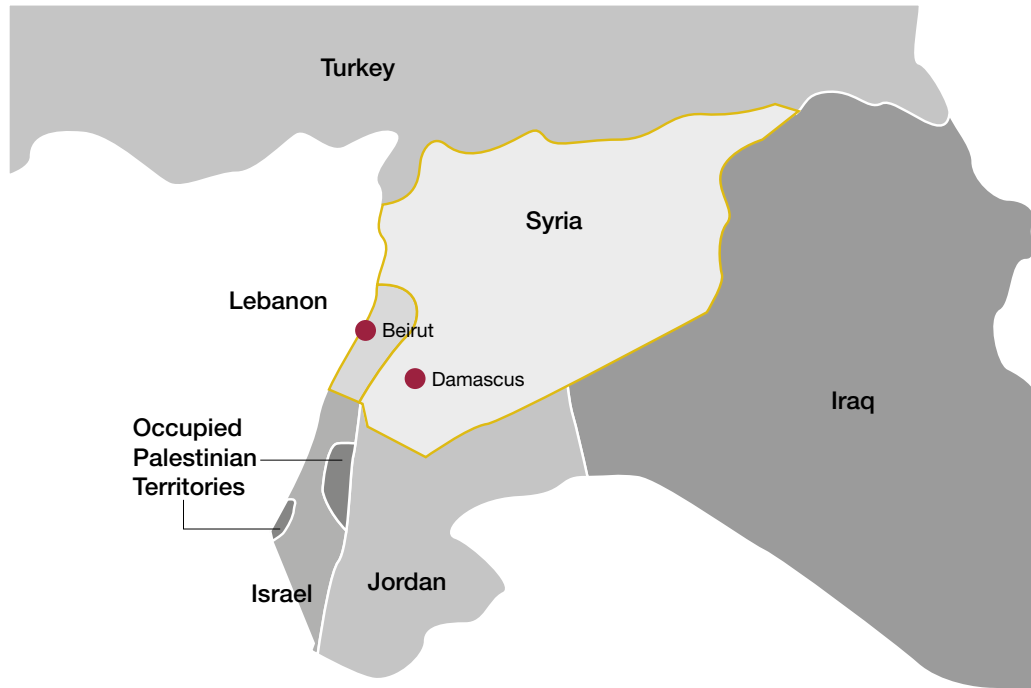 Turkey
Syria
Lebanon
Beirut
Damascus
Iraq
Occupied
Palestinian
Territories
Israel
Jordan